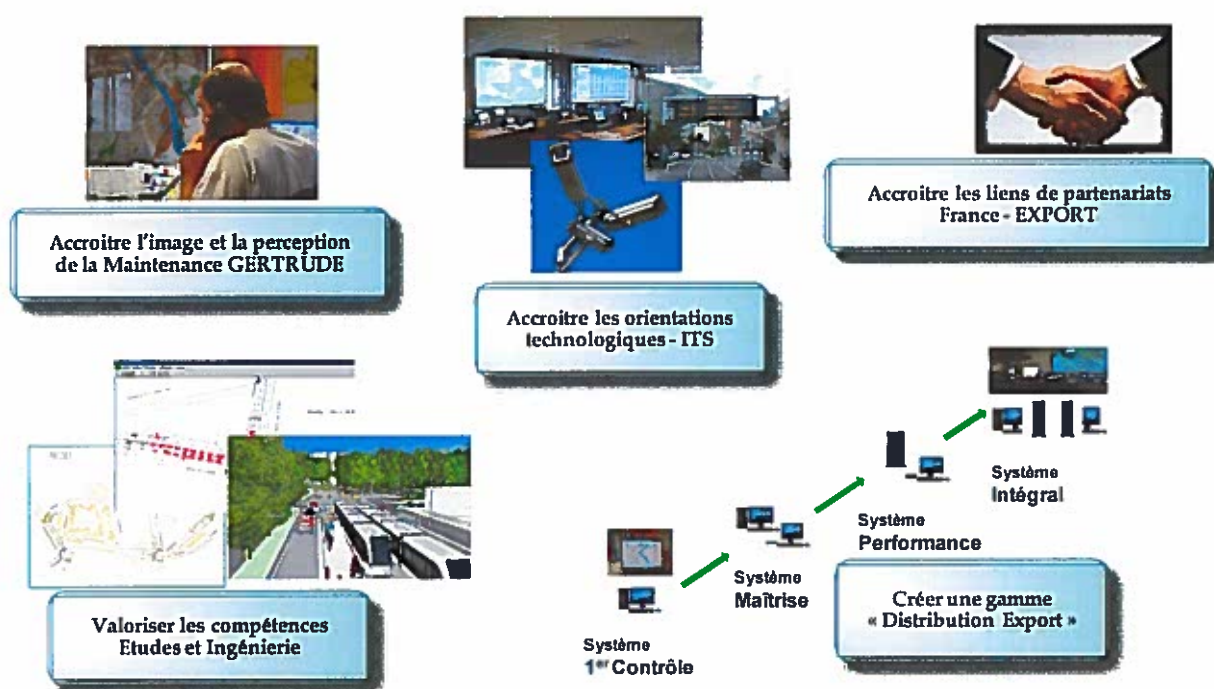 Accroitre l'image et la perception
de la Maintenance GERTRUDE
Accroitre les orientations
technologiques - ITS
Accroitre les liens de partenariats
France - EXPORT
Valoriser les compétences
Etudes et Ingénierie
Système
1er Contrôle
Système
Maîtrise
Système
Performance
Système
Intégral
Créer une gamme
« Distribution Export »